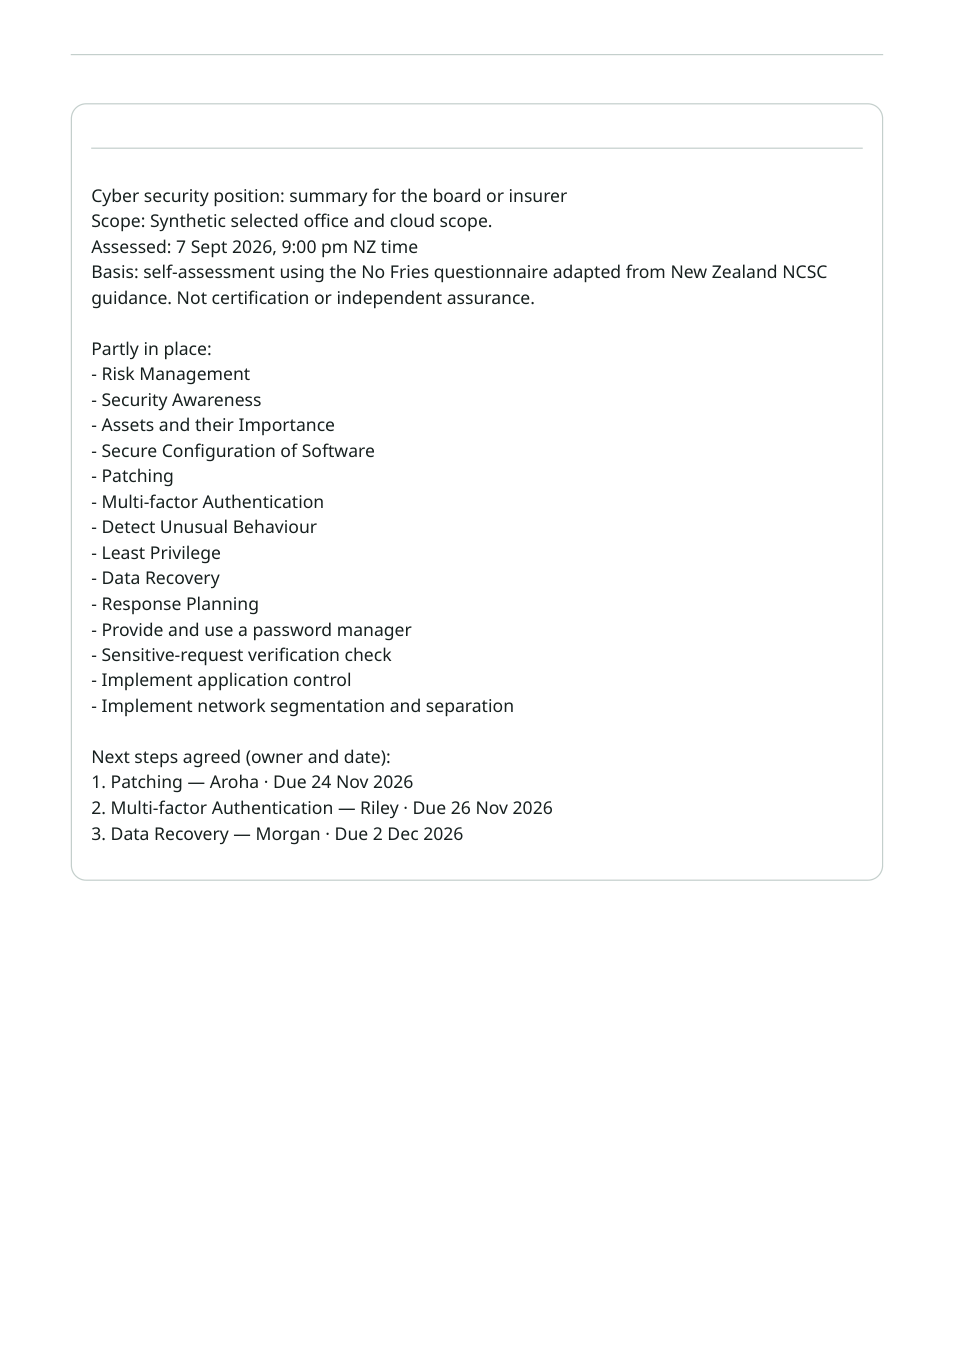 Cyber security position: summary for the board or insurer
Scope: Synthetic selected office and cloud scope.
Assessed: 7 Sept 2026, 9:00 pm NZ time
Basis: self-assessment using the No Fries questionnaire adapted from New Zealand NCSC
guidance. Not certification or independent assurance.
Partly in place:
- Risk Management
- Security Awareness
- Assets and their Importance
- Secure Configuration of Software
- Patching
- Multi-factor Authentication
- Detect Unusual Behaviour
- Least Privilege
- Data Recovery
- Response Planning
- Provide and use a password manager
- Sensitive-request verification check
- Implement application control
- Implement network segmentation and separation
Next steps agreed (owner and date):
1. Patching — Aroha · Due 24 Nov 2026
2. Multi-factor Authentication — Riley · Due 26 Nov 2026
3. Data Recovery — Morgan · Due 2 Dec 2026